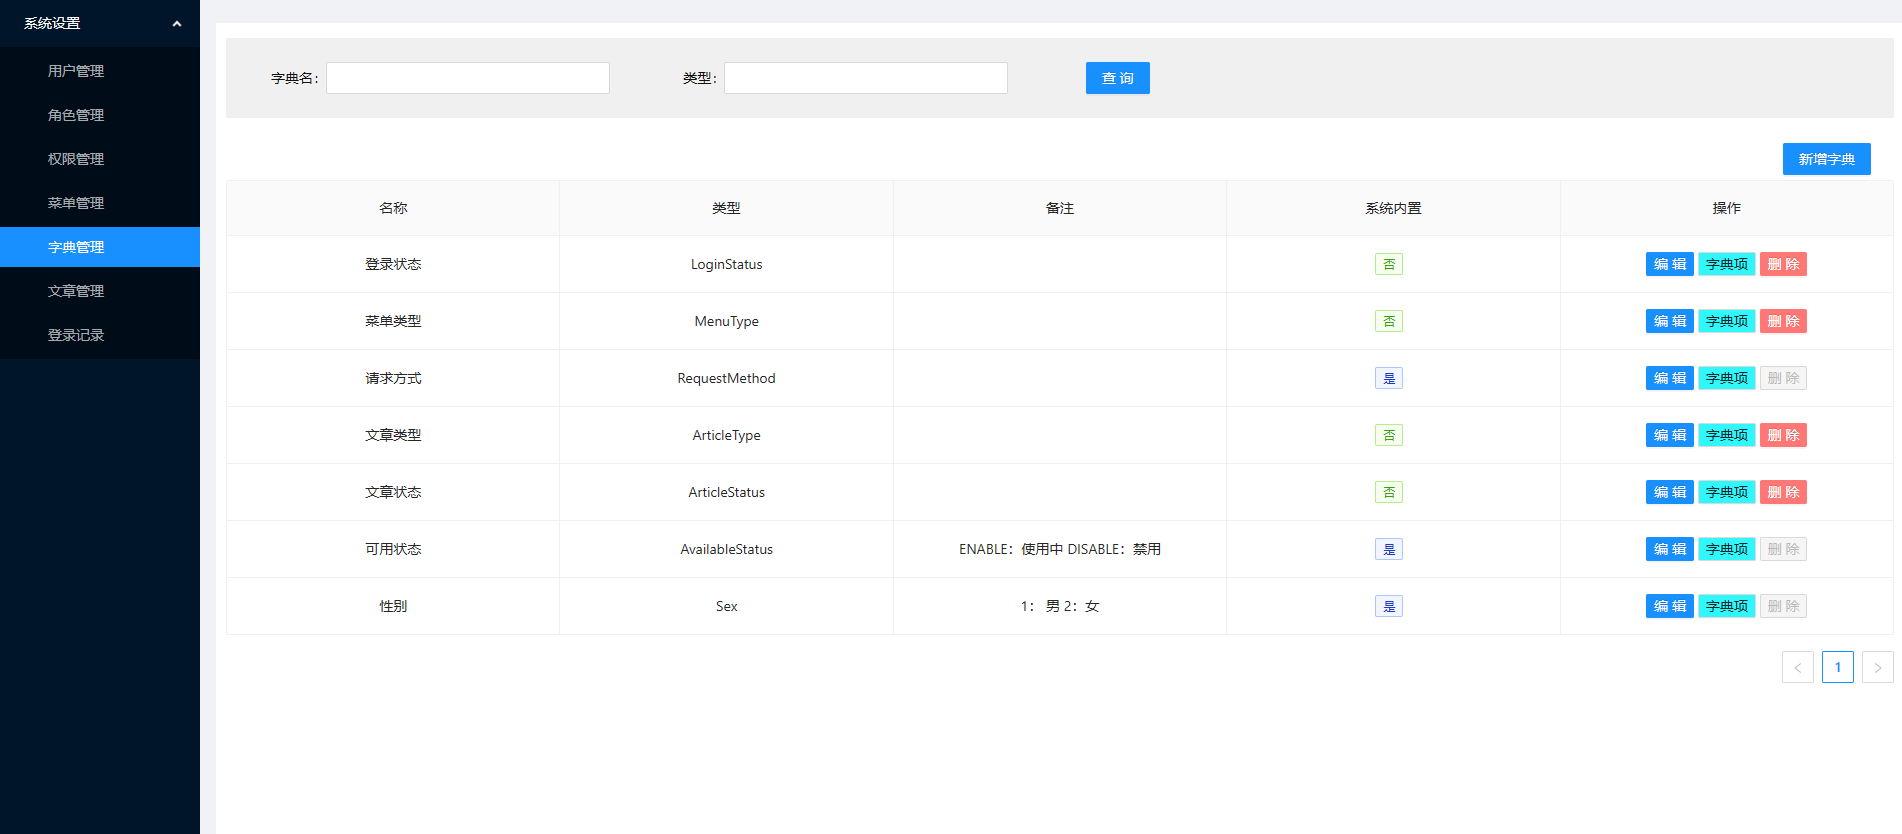 系统设置
用户管理
角色管理
权限管理
菜单管理
字典管理
文章管理
登录记录
字典名： 类型： 查 询
新增字典
名称 类型 备注 系统内置 操作
登录状态 LoginStatus 否 编 辑 字典项 删 除
菜单类型 MenuType 否 编 辑 字典项 删 除
请求方式 RequestMethod 是 编 辑 字典项 删 除
文章类型 ArticleType 否 编 辑 字典项 删 除
文章状态 ArticleStatus 否 编 辑 字典项 删 除
可用状态 AvailableStatus ENABLE：使用中 DISABLE：禁用 是 编 辑 字典项 删 除
性别 Sex 1： 男 2：女 是 编 辑 字典项 删 除
1